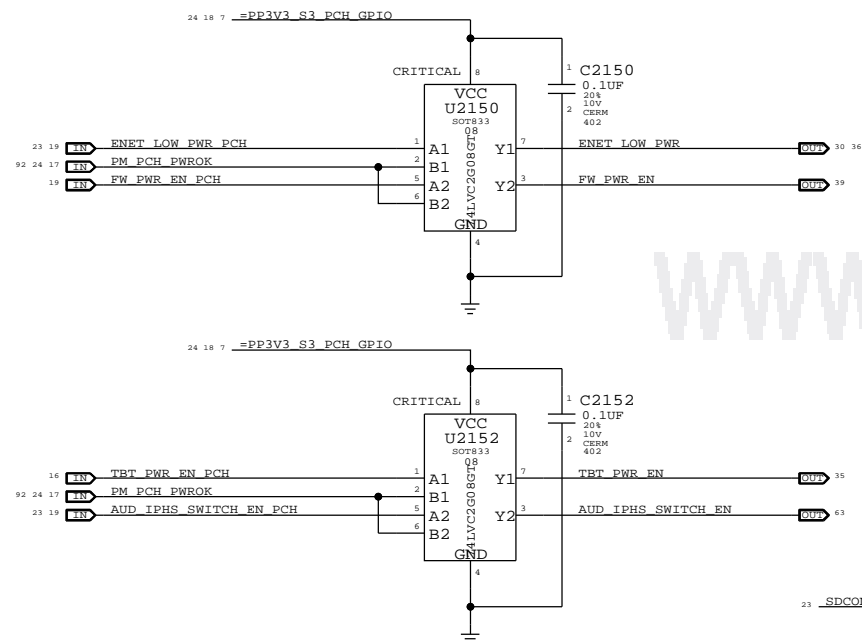 24 18 7 =PP3V3_S3_PCH_GPIO
CRITICAL 8
1 C2150
0.1UF
20%
10V
2 CERM
402
VCC
U2150
SOT833
08
74LVC2G08GT
23 19 IN ENET_LOW_PWR_PCH 1 A1 Y1 7 ENET_LOW_PWR OUT 30 36
92 24 17 IN PM_PCH_PWROK 2 B1
19 IN FW_PWR_EN_PCH 5 A2 Y2 3 FW_PWR_EN OUT 39
6 B2
GND
4
WWW
24 18 7 =PP3V3_S3_PCH_GPIO
CRITICAL 8
1 C2152
0.1UF
20%
10V
2 CERM
402
VCC
U2152
SOT833
08
74LVC2G08GT
16 IN TBT_PWR_EN_PCH 1 A1 Y1 7 TBT_PWR_EN OUT 35
92 24 17 IN PM_PCH_PWROK 2 B1
23 19 IN AUD_IPHS_SWITCH_EN_PCH 5 A2 Y2 3 AUD_IPHS_SWITCH_EN OUT 63
6 B2
GND
4
23